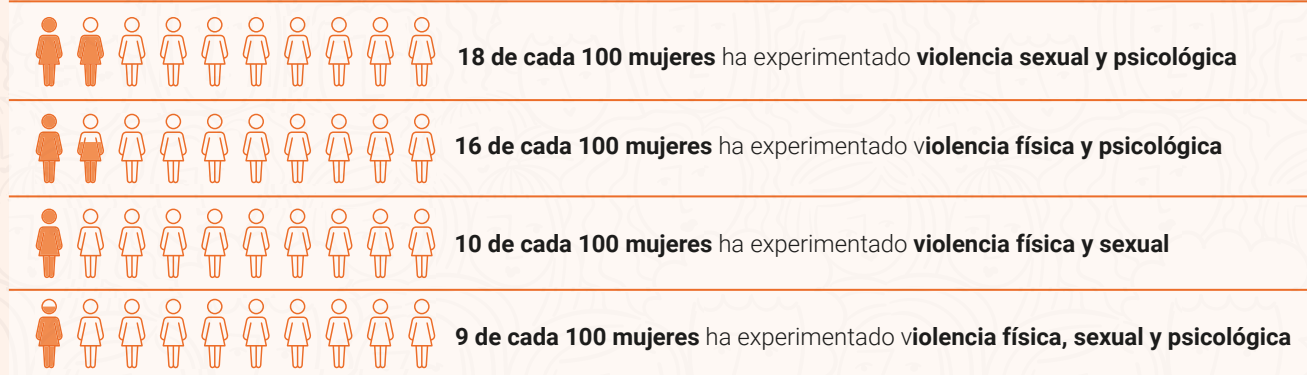 18 de cada 100 mujeres ha experimentado violencia sexual y psicológica
16 de cada 100 mujeres ha experimentado violencia física y psicológica
10 de cada 100 mujeres ha experimentado violencia física y sexual
9 de cada 100 mujeres ha experimentado violencia física, sexual y psicológica